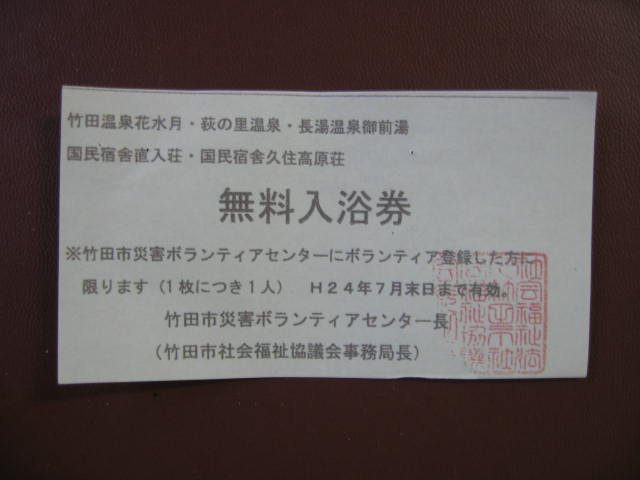 竹田温泉花水月・荻の里温泉・長湯温泉御前湯
国民宿舎直入荘・国民宿舎久住高原荘
無料入浴券
※竹田市災害ボランティアセンターにボランティア登録した方に
限ります（１枚につき１人）　Ｈ２４年７月末日まで有効。
竹田市災害ボランティアセンター長
（竹田市社会福祉協議会事務局長）